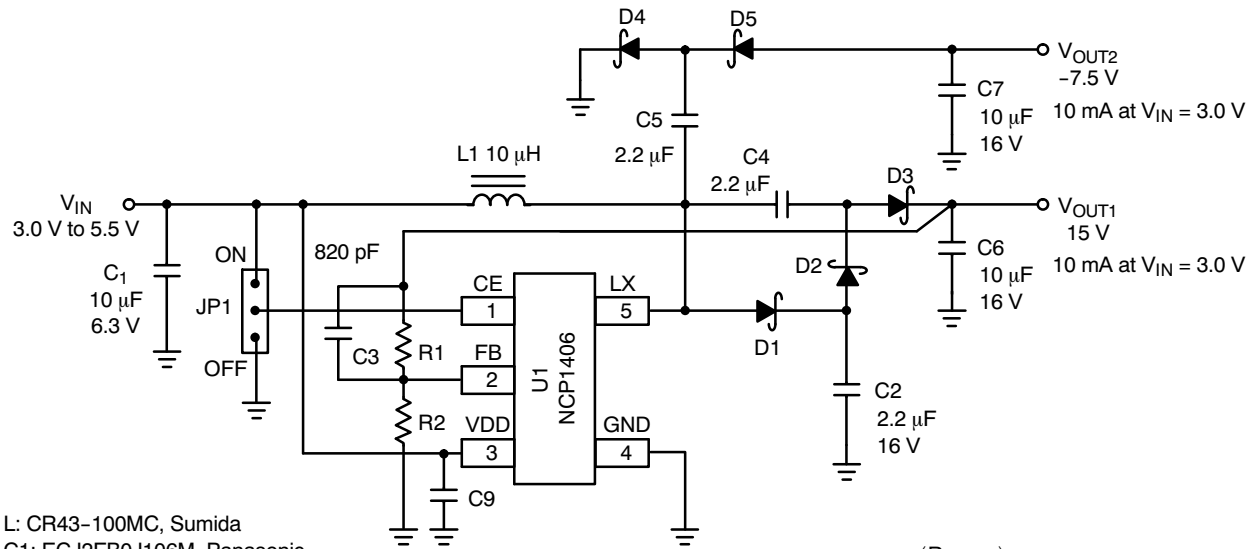 D4
D5
VOUT2
−7.5 V
10 mA at VIN = 3.0 V
C7
10 μF
16 V
C5
2.2 μF
L1 10 μH
C4
2.2 μF
D3
VIN
3.0 V to 5.5 V
VOUT1
15 V
10 mA at VIN = 3.0 V
C6
10 μF
16 V
C1
10 μF
6.3 V
ON
JP1
OFF
820 pF
C3
R1
R2
CE
1
FB
2
VDD
3
U1
NCP1406
LX
5
GND
4
D2
D1
C2
2.2 μF
16 V
C9
L: CR43−100MC, Sumida